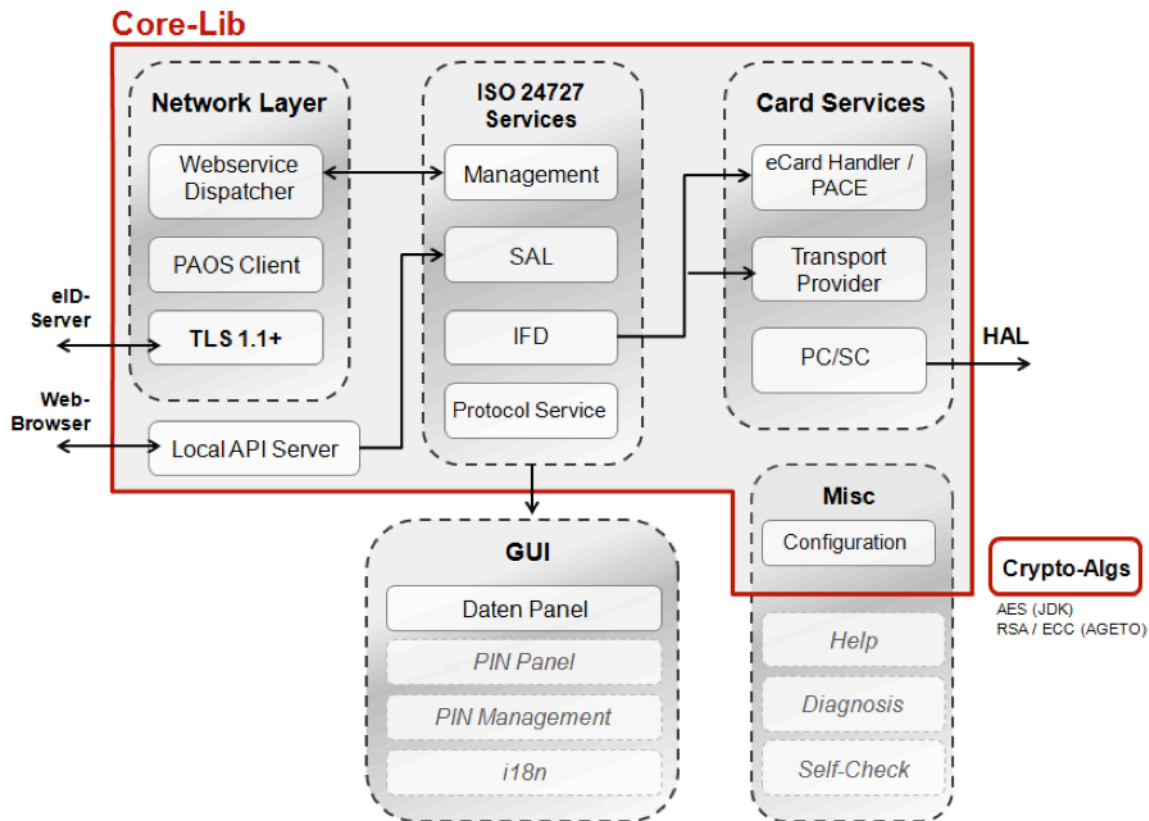 Core-Lib
Network Layer
Webservice
Dispatcher
PAOS Client
TLS 1.1+
eID-
Server
Web-
Browser
Local API Server
ISO 24727
Services
Management
SAL
IFD
Protocol Service
Card Services
eCard Handler /
PACE
Transport
Provider
PC/SC
HAL
GUI
Daten Panel
PIN Panel
PIN Management
i18n
Misc
Configuration
Help
Diagnosis
Self-Check
Crypto-Algs
AES (JDK)
RSA / ECC (AGETO)